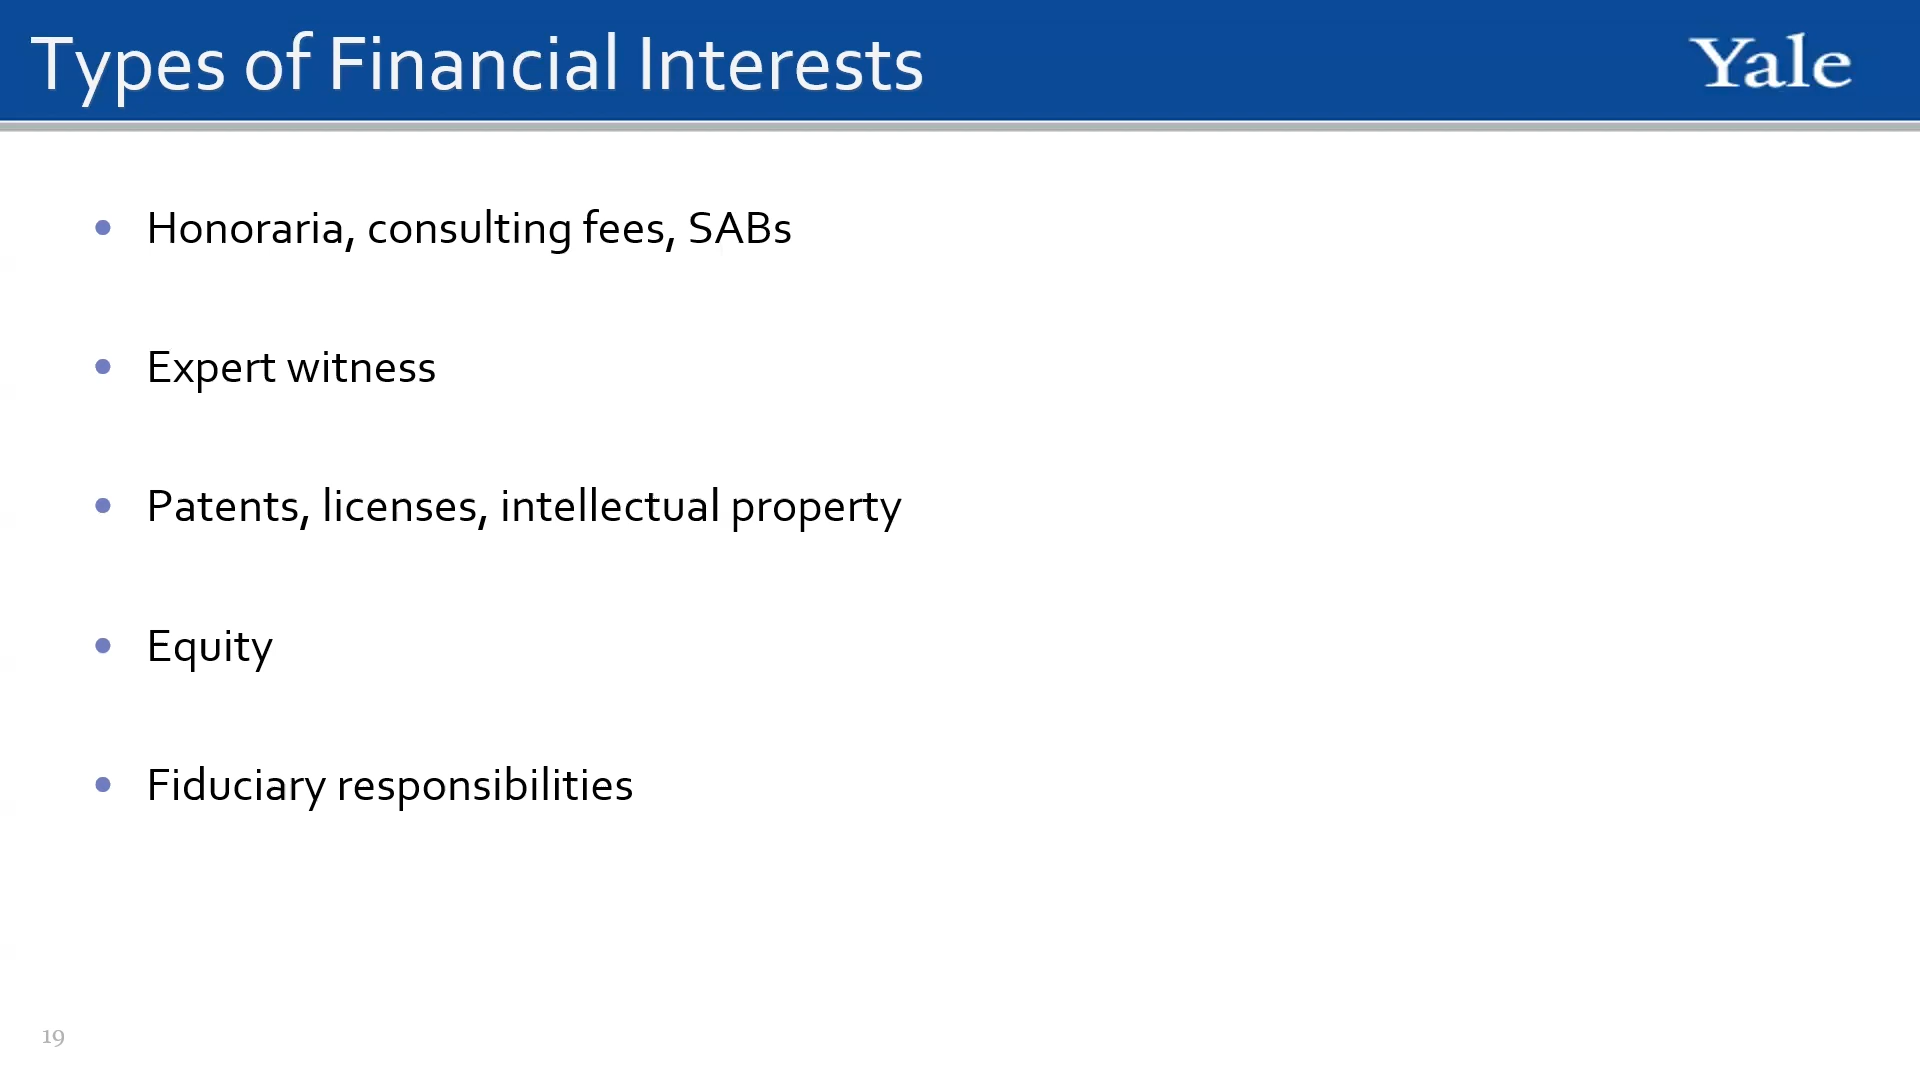 Types of Financial Interests
Yale
• Honoraria, consulting fees, SABs
• Expert witness
• Patents, licenses, intellectual property
• Equity
• Fiduciary responsibilities
19